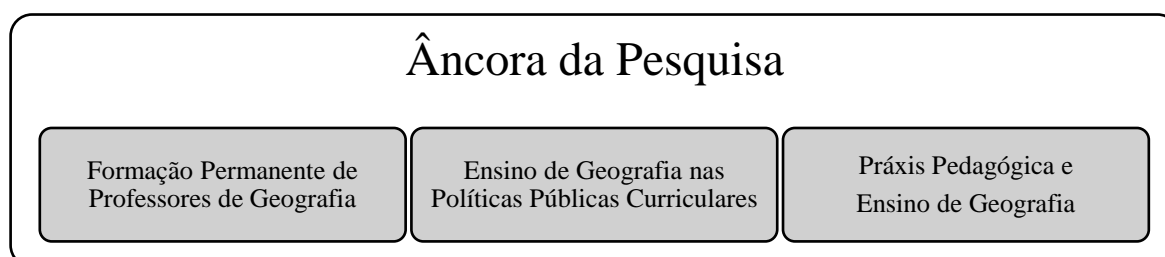 Âncora da Pesquisa
Formação Permanente de
Professores de Geografia
Ensino de Geografia nas
Políticas Públicas Curriculares
Práxis Pedagógica e
Ensino de Geografia